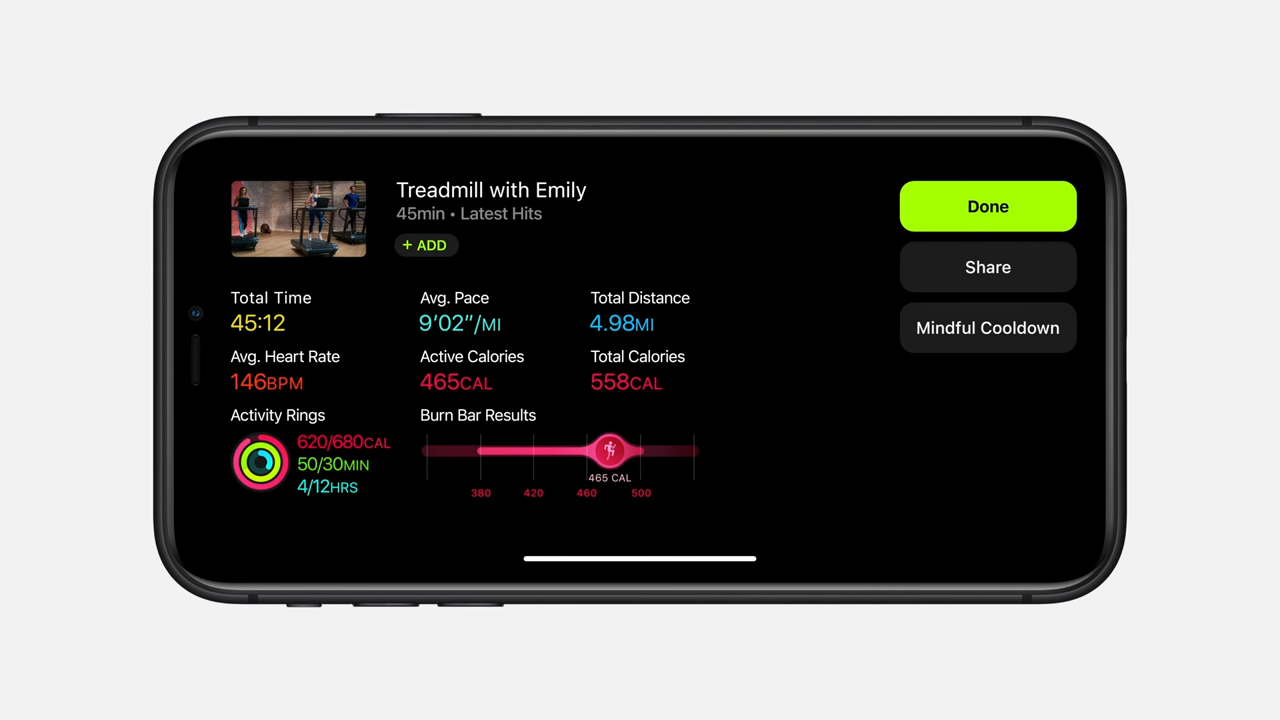 Treadmill with Emily
45min • Latest Hits
+ ADD
Done
Share
Mindful Cooldown
Total Time
45:12
Avg. Pace
9’02”/MI
Total Distance
4.98MI
Avg. Heart Rate
146BPM
Active Calories
465CAL
Total Calories
558CAL
Activity Rings
620/680CAL
50/30MIN
4/12HRS
Burn Bar Results
465 CAL
380 420 460 500